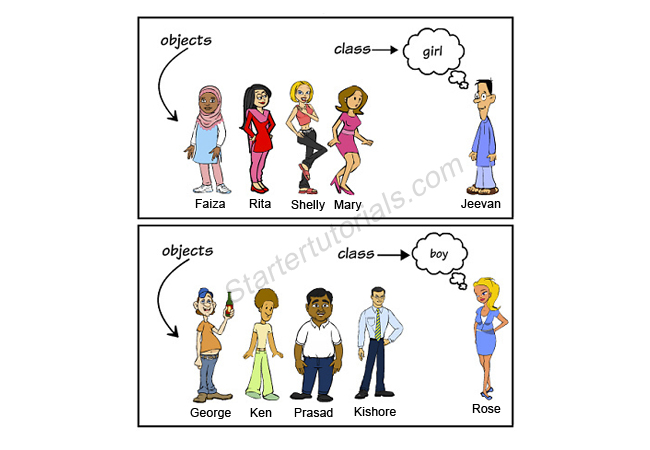 objects
class
girl
Faiza Rita Shelly Mary Jeevan
Startertutorials.com
objects
class
boy
George Ken Prasad Kishore Rose